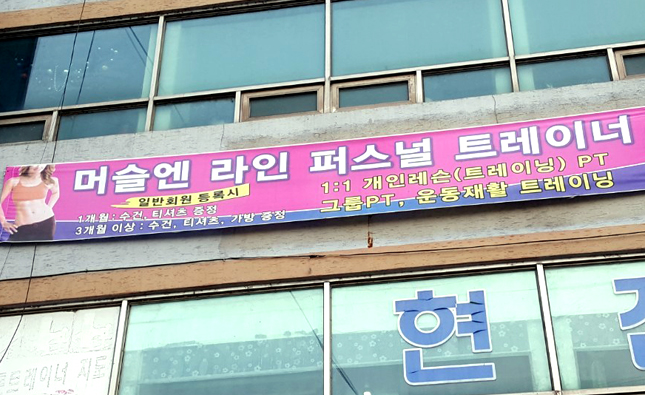 머슬엔 라인 퍼스널 트레이너
일반회원 등록시
1개월 : 수건, 티셔츠 증정
3개월 이상 : 수건, 티셔츠, 가방 증정
1:1 개인레슨(트레이닝) PT
그룹PT, 운동재활 트레이닝
현